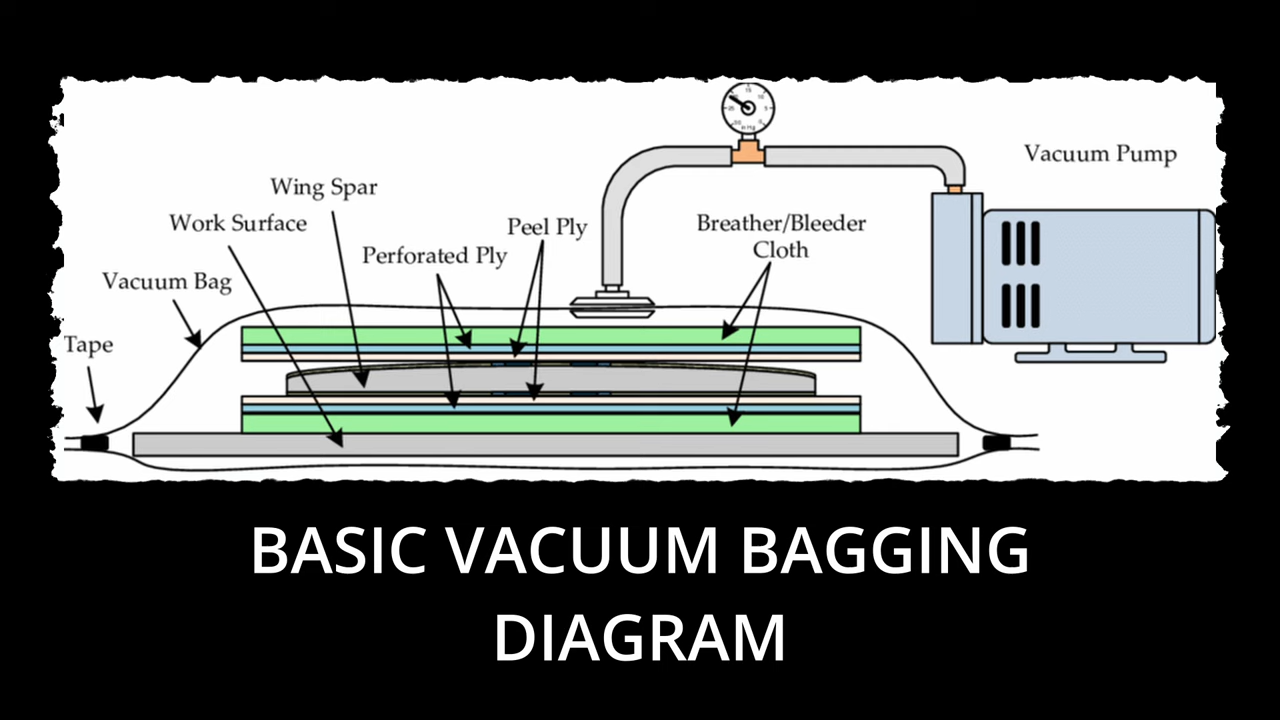 Vacuum Pump
Wing Spar
Work Surface
Peel Ply
Breather/Bleeder
Cloth
Perforated Ply
Vacuum Bag
Tape
BASIC VACUUM BAGGING
DIAGRAM